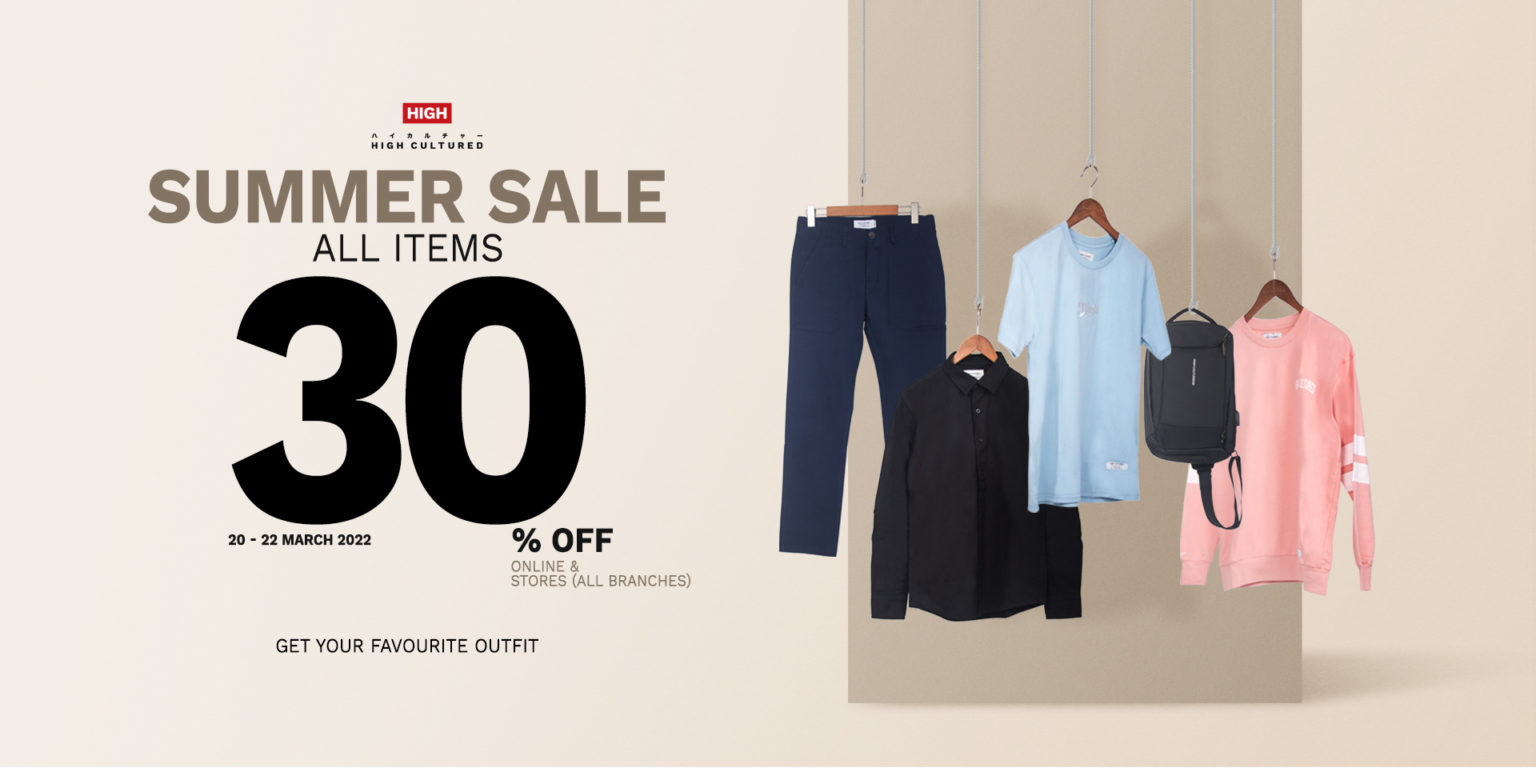 HIGH
ハイカルチャー
HIGH CULTURED
SUMMER SALE
ALL ITEMS
30
% OFF
20 - 22 MARCH 2022
ONLINE &
STORES (ALL BRANCHES)
GET YOUR FAVOURITE OUTFIT